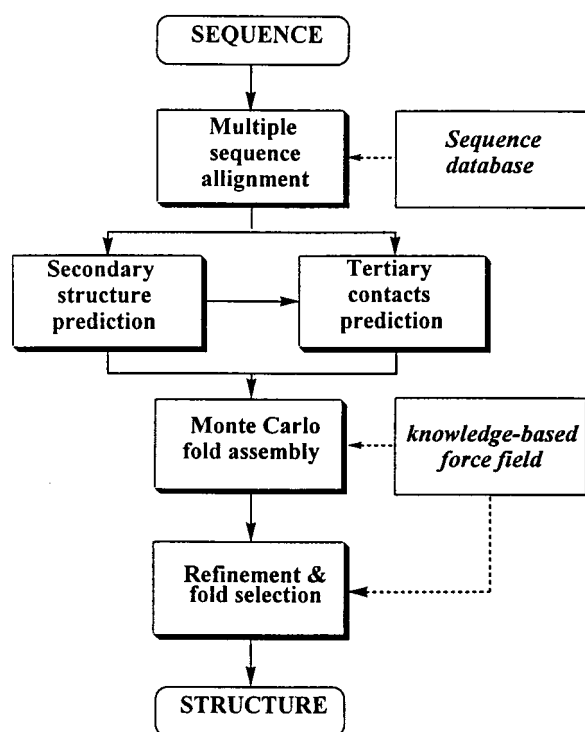 SEQUENCE
Multiple
sequence
allignment
Sequence
database
Secondary
structure
prediction
Tertiary
contacts
prediction
Monte Carlo
fold assembly
knowledge-based
force field
Refinement &
fold selection
STRUCTURE